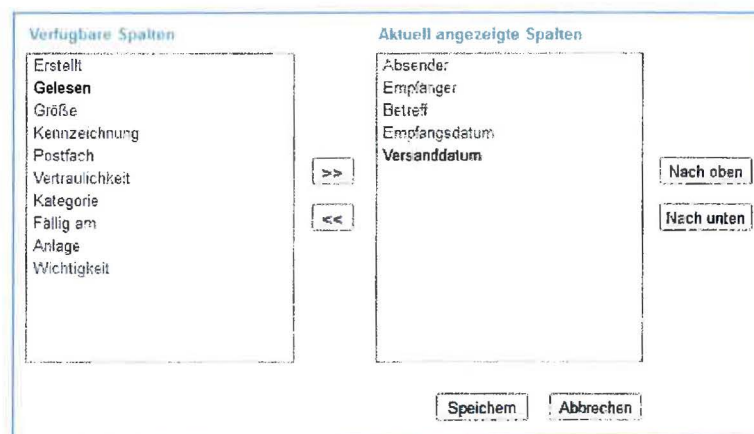 Verfügbare Spalten
Erstellt
Gelesen
Größe
Kennzeichnung
Postfach
Vertraulichkeit
Kategorie
Fällig am
Anlage
Wichtigkeit
>>
<<
Aktuell angezeigte Spalten
Absender
Empfänger
Betreff
Empfangsdatum
Versanddatum
Nach oben
Nach unten
Speichern
Abbrechen